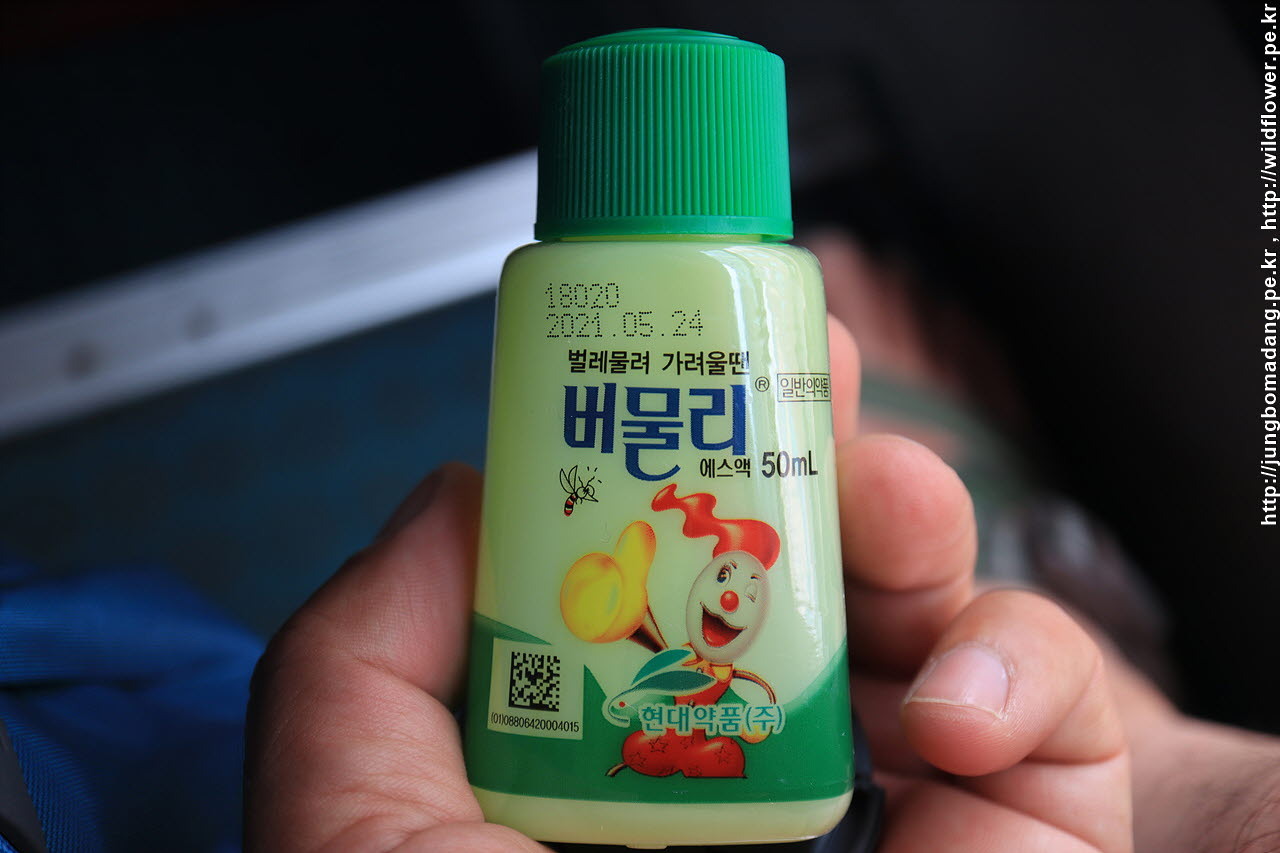 18020
2021.05.24
벌레물려 가려울땐
버물리® 일반의약품
에스액 50mL
(01)08806420004015
현대약품(주)
http://jungbomadang.pe.kr , http://wildflower.pe.kr